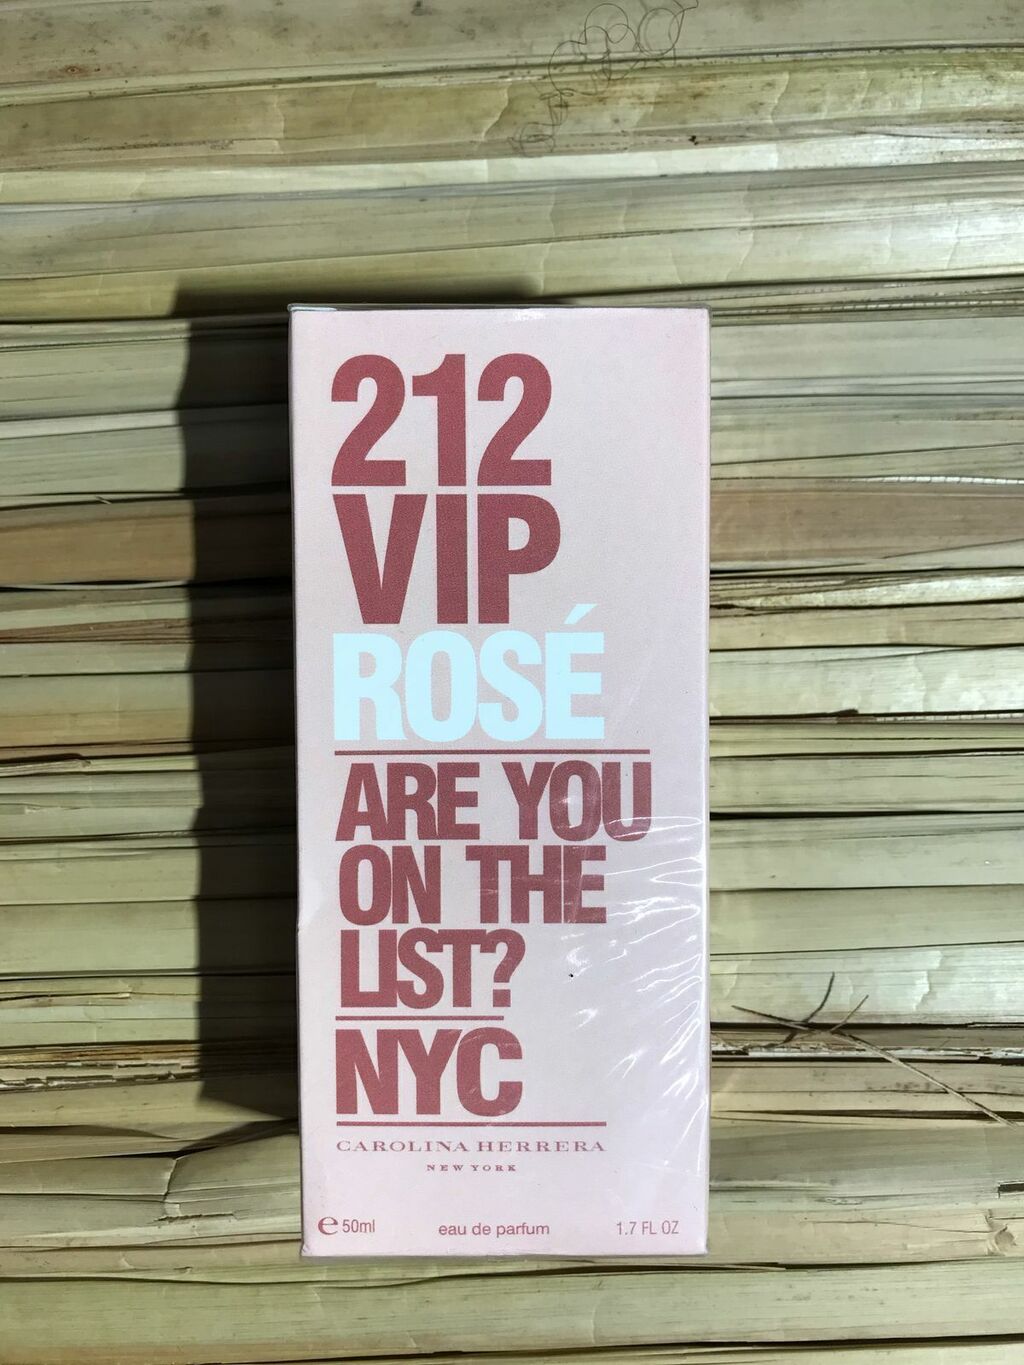 212
VIP
ROSÉ
ARE YOU
ON THE
LIST?
NYC
CAROLINA HERRERA
NEW YORK
e 50ml eau de parfum 1.7 FL OZ